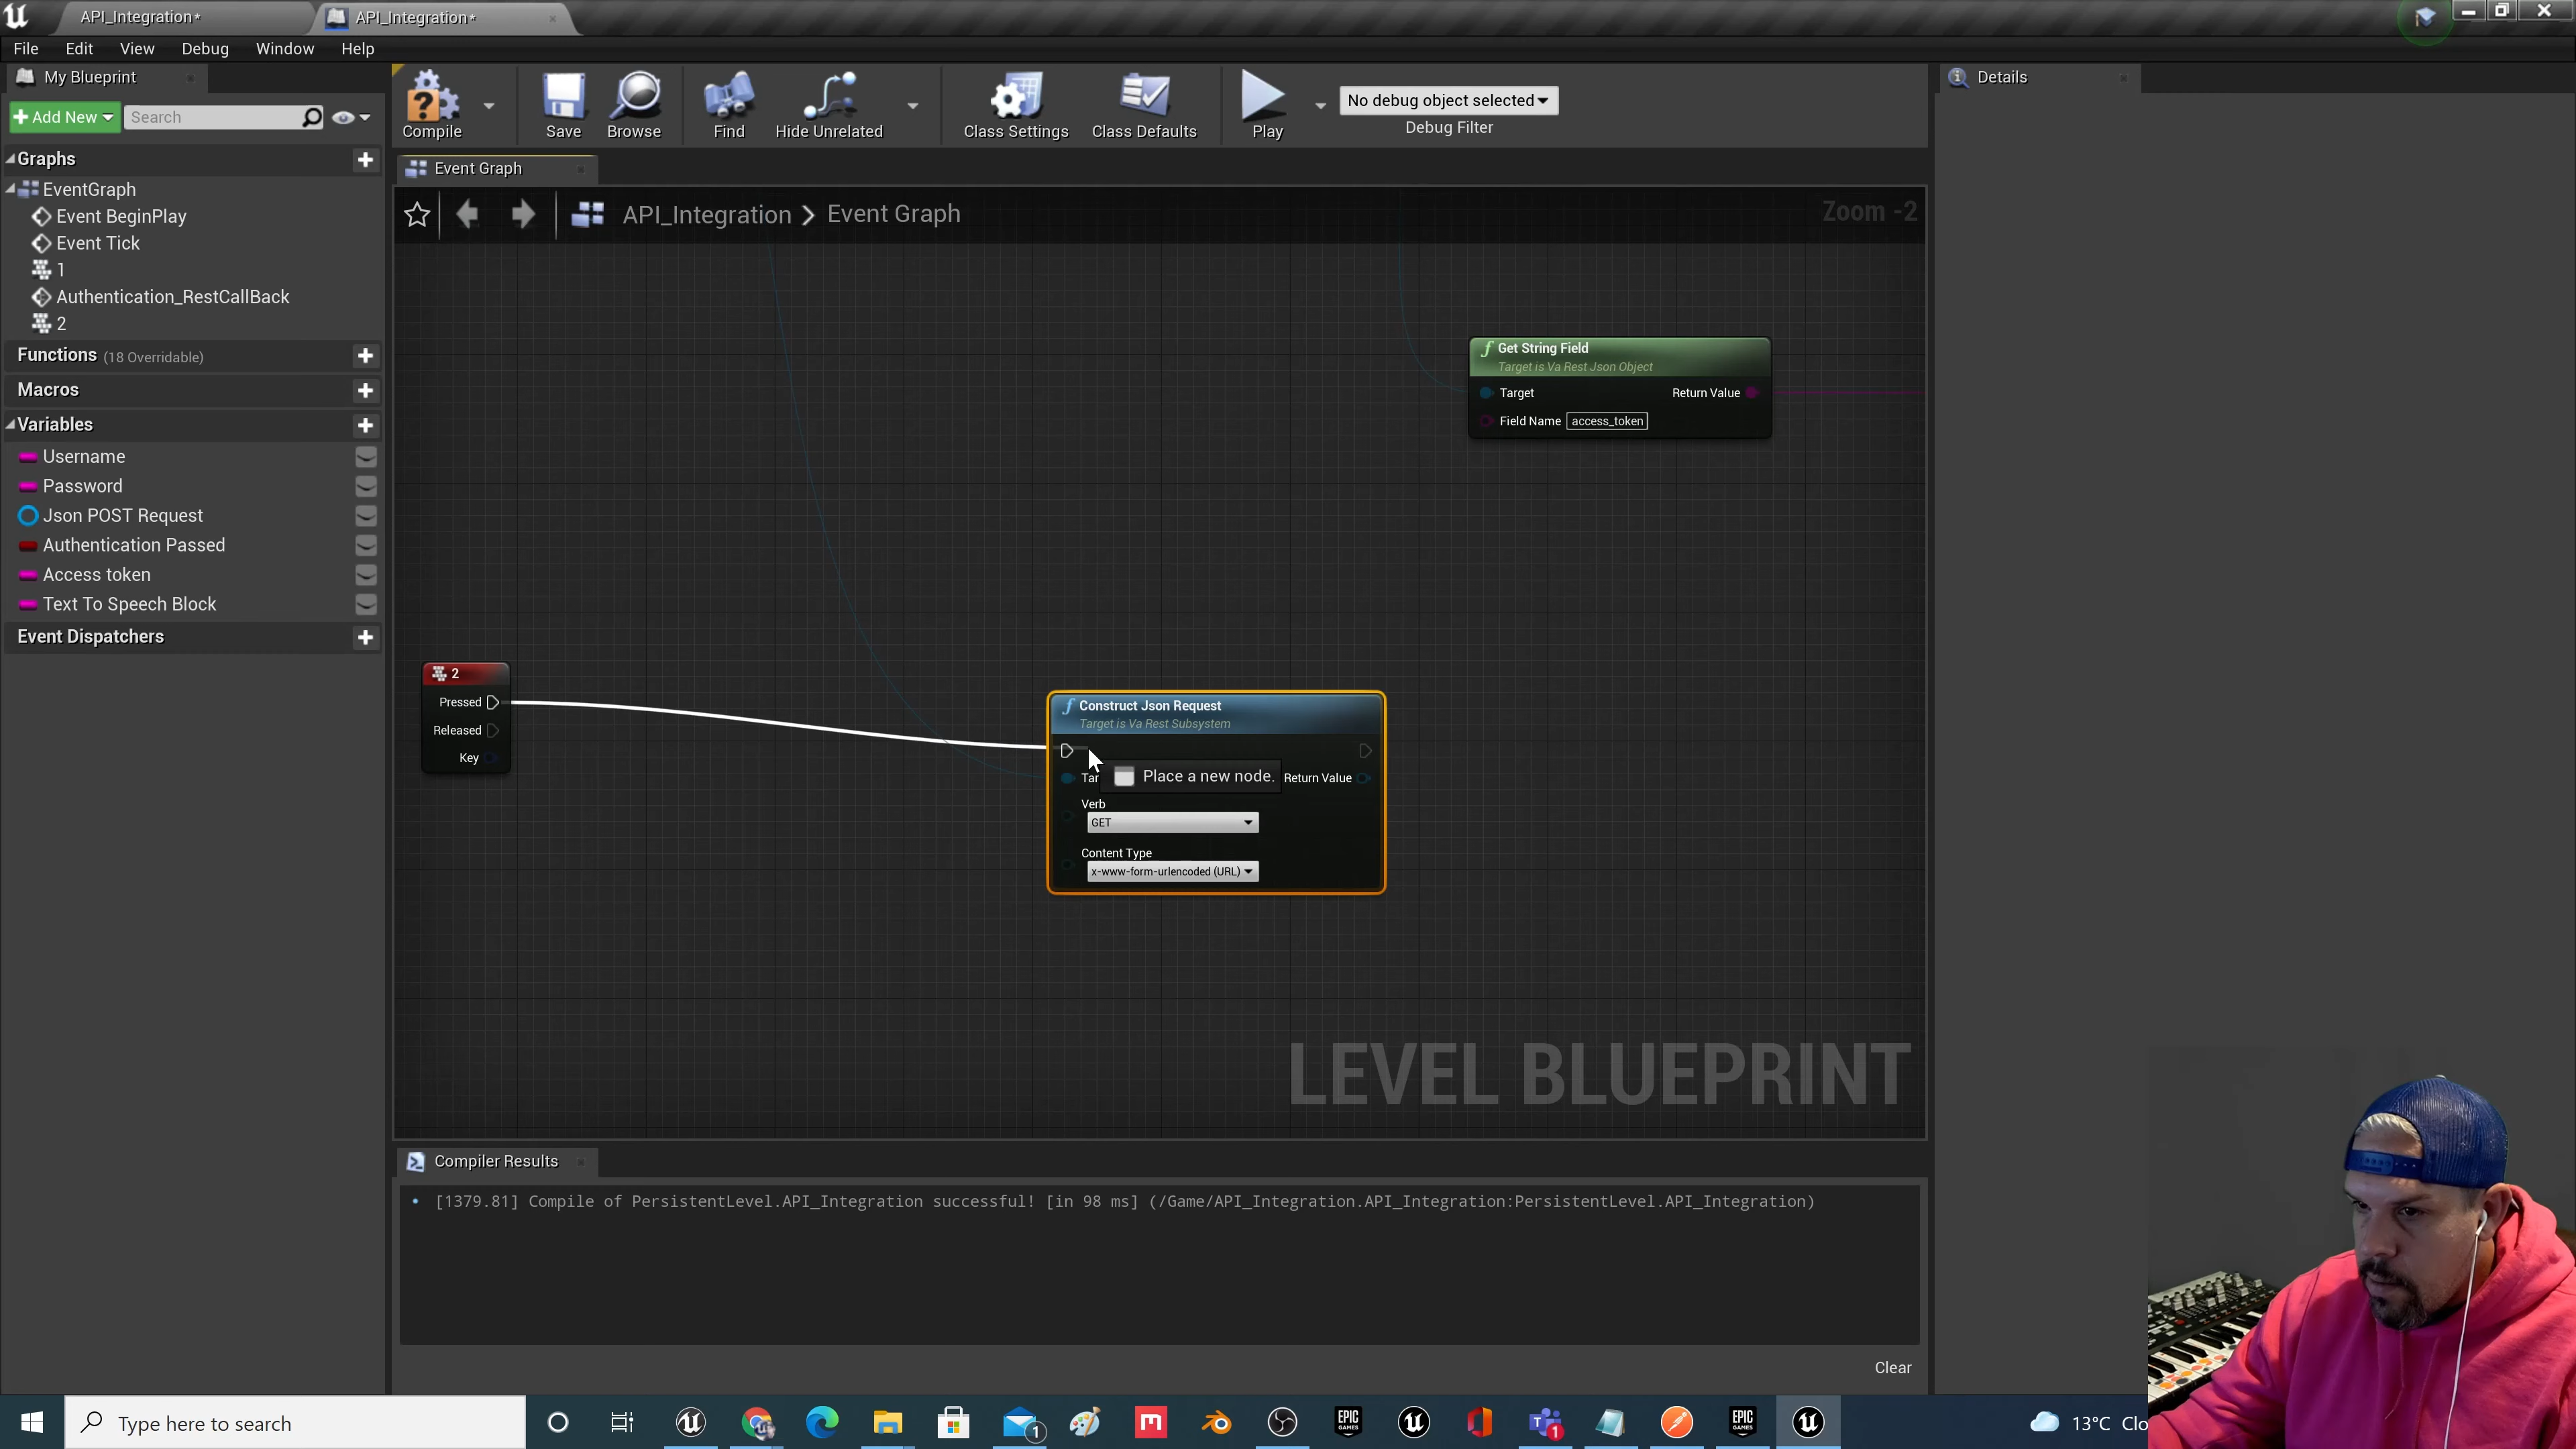 API_Integration*
API_Integration*
File Edit View Debug Window Help
My Blueprint
Details
Add New
Search
Compile
Save
Browse
Find
Hide Unrelated
Class Settings
Class Defaults
Play
No debug object selected
Debug Filter
Graphs
EventGraph
Event BeginPlay
Event Tick
1
Authentication_RestCallBack
2
Functions (18 Overridable)
Macros
Variables
Username
Password
Json POST Request
Authentication Passed
Access token
Text To Speech Block
Event Dispatchers
Event Graph
API_Integration > Event Graph
Zoom -2
Get String Field
Target is Va Rest Json Object
Target Return Value
Field Name access_token
2
Pressed
Released
Key
Construct Json Request
Target is Va Rest Subsystem
Tar Return Value
Place a new node.
Verb
GET
Content Type
x-www-form-urlencoded (URL)
LEVEL BLUEPRINT
Compiler Results
[1379.81] Compile of PersistentLevel.API_Integration successful! [in 98 ms] (/Game/API_Integration.API_Integration:PersistentLevel.API_Integration)
Clear
Type here to search
1
EPIC GAMES
1
EPIC GAMES
13°C Clo